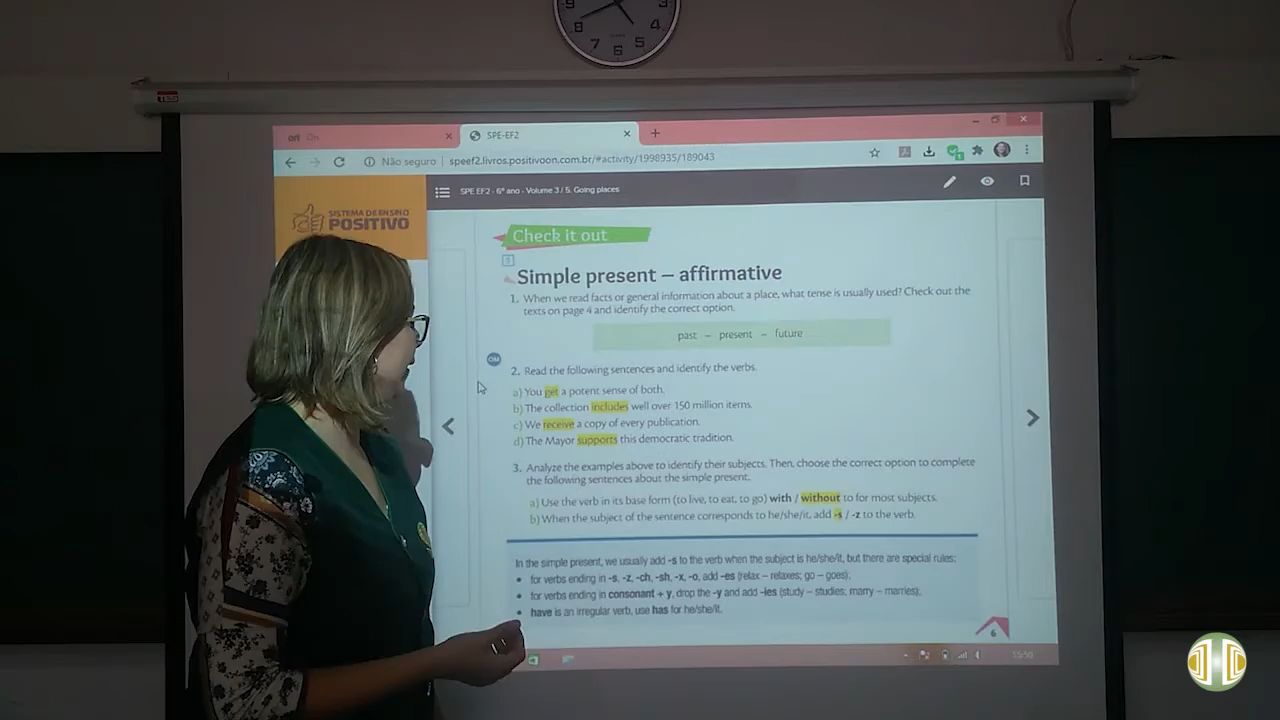 9 3
8 4
7 6 5
SPE-EF2
Não seguro speef2.livros.positivoon.com.br/#activity/1998935/189043
SPE EF2 - 6º ano - Volume 3 / 5. Going places
SISTEMA DE ENSINO
POSITIVO
Check it out
Simple present – affirmative
1. When we read facts or general information about a place, what tense is usually used? Check out the
texts on page 4 and identify the correct option.
past – present – future
2. Read the following sentences and identify the verbs.
a) You get a potent sense of both.
b) The collection includes well over 150 million items.
c) We receive a copy of every publication.
d) The Mayor supports this democratic tradition.
3. Analyze the examples above to identify their subjects. Then, choose the correct option to complete
the following sentences about the simple present.
a) Use the verb in its base form (to live, to eat, to go) with / without to for most subjects.
b) When the subject of the sentence corresponds to he/she/it, add -s / -z to the verb.
In the simple present, we usually add -s to the verb when the subject is he/she/it, but there are special rules:
• for verbs ending in -s, -z, -ch, -sh, -x, -o, add -es (relax – relaxes; go – goes);
• for verbs ending in consonant + y, drop the -y and add -ies (study – studies; marry – marries);
• have is an irregular verb, use has for he/she/it.
6
15:50